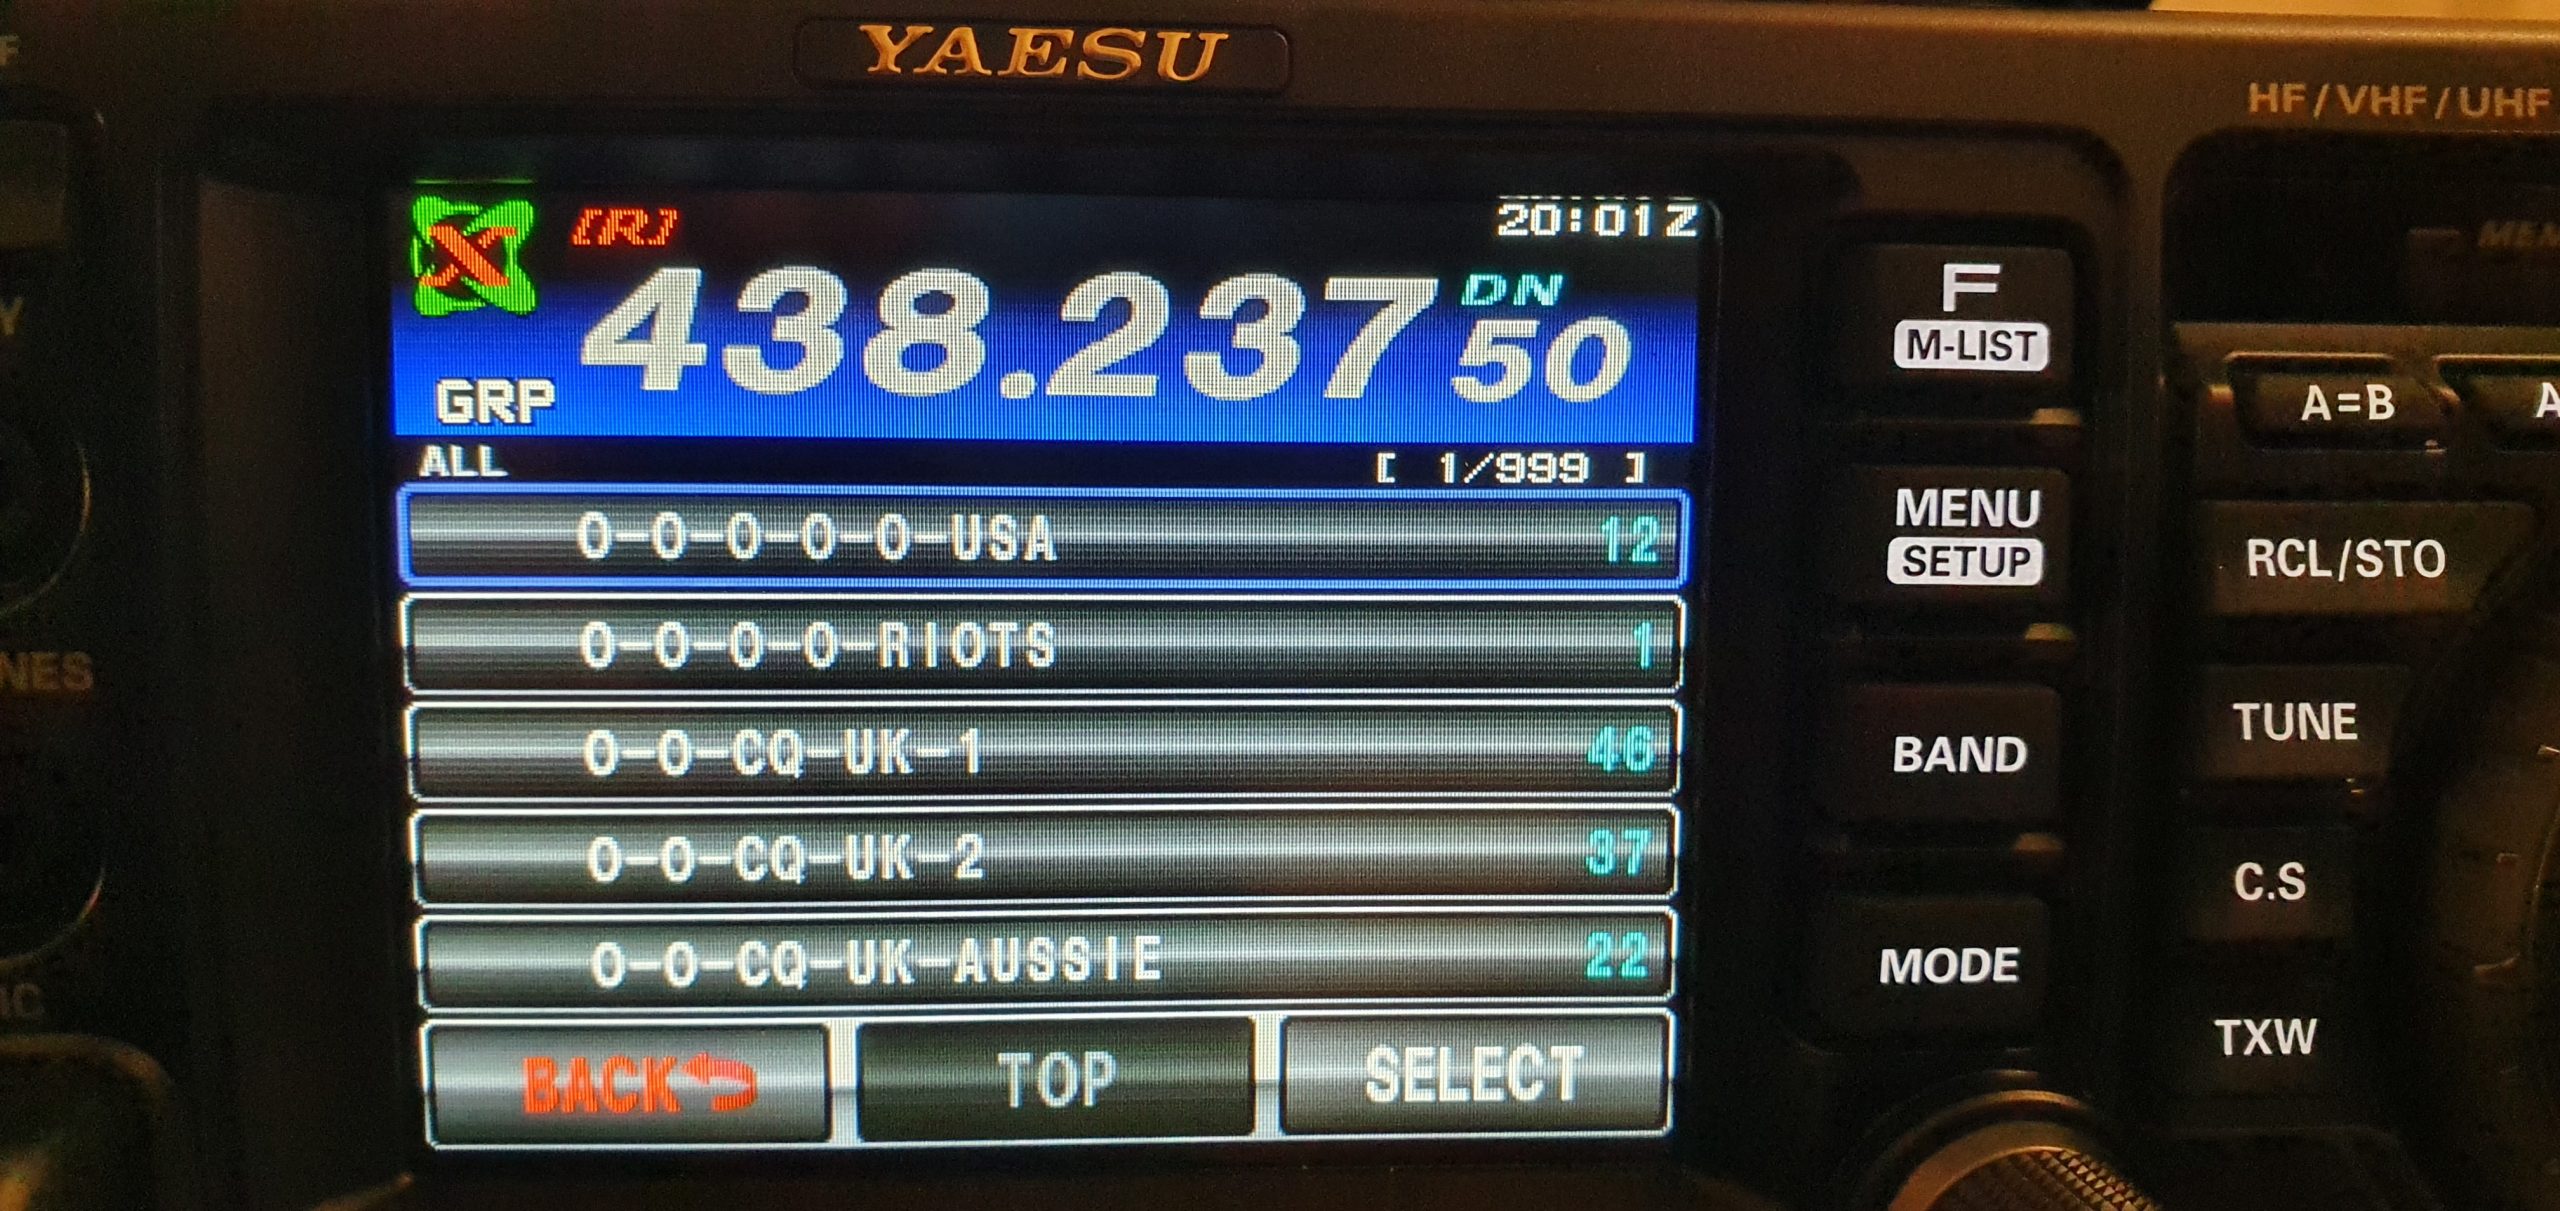 YAESU
HF/VHF/UHF
[R]
20:01Z
438.237 50
DN
GRP
ALL
[ 1/999 ]
0-0-0-0-0-USA 12
0-0-0-0-RIOTS 1
0-0-CQ-UK-1 46
0-0-CQ-UK-2 37
0-0-CQ-UK-AUSSIE 22
BACK
TOP
SELECT
F
M-LIST
MENU
SETUP
BAND
MODE
A=B
RCL/STO
TUNE
C.S
TXW